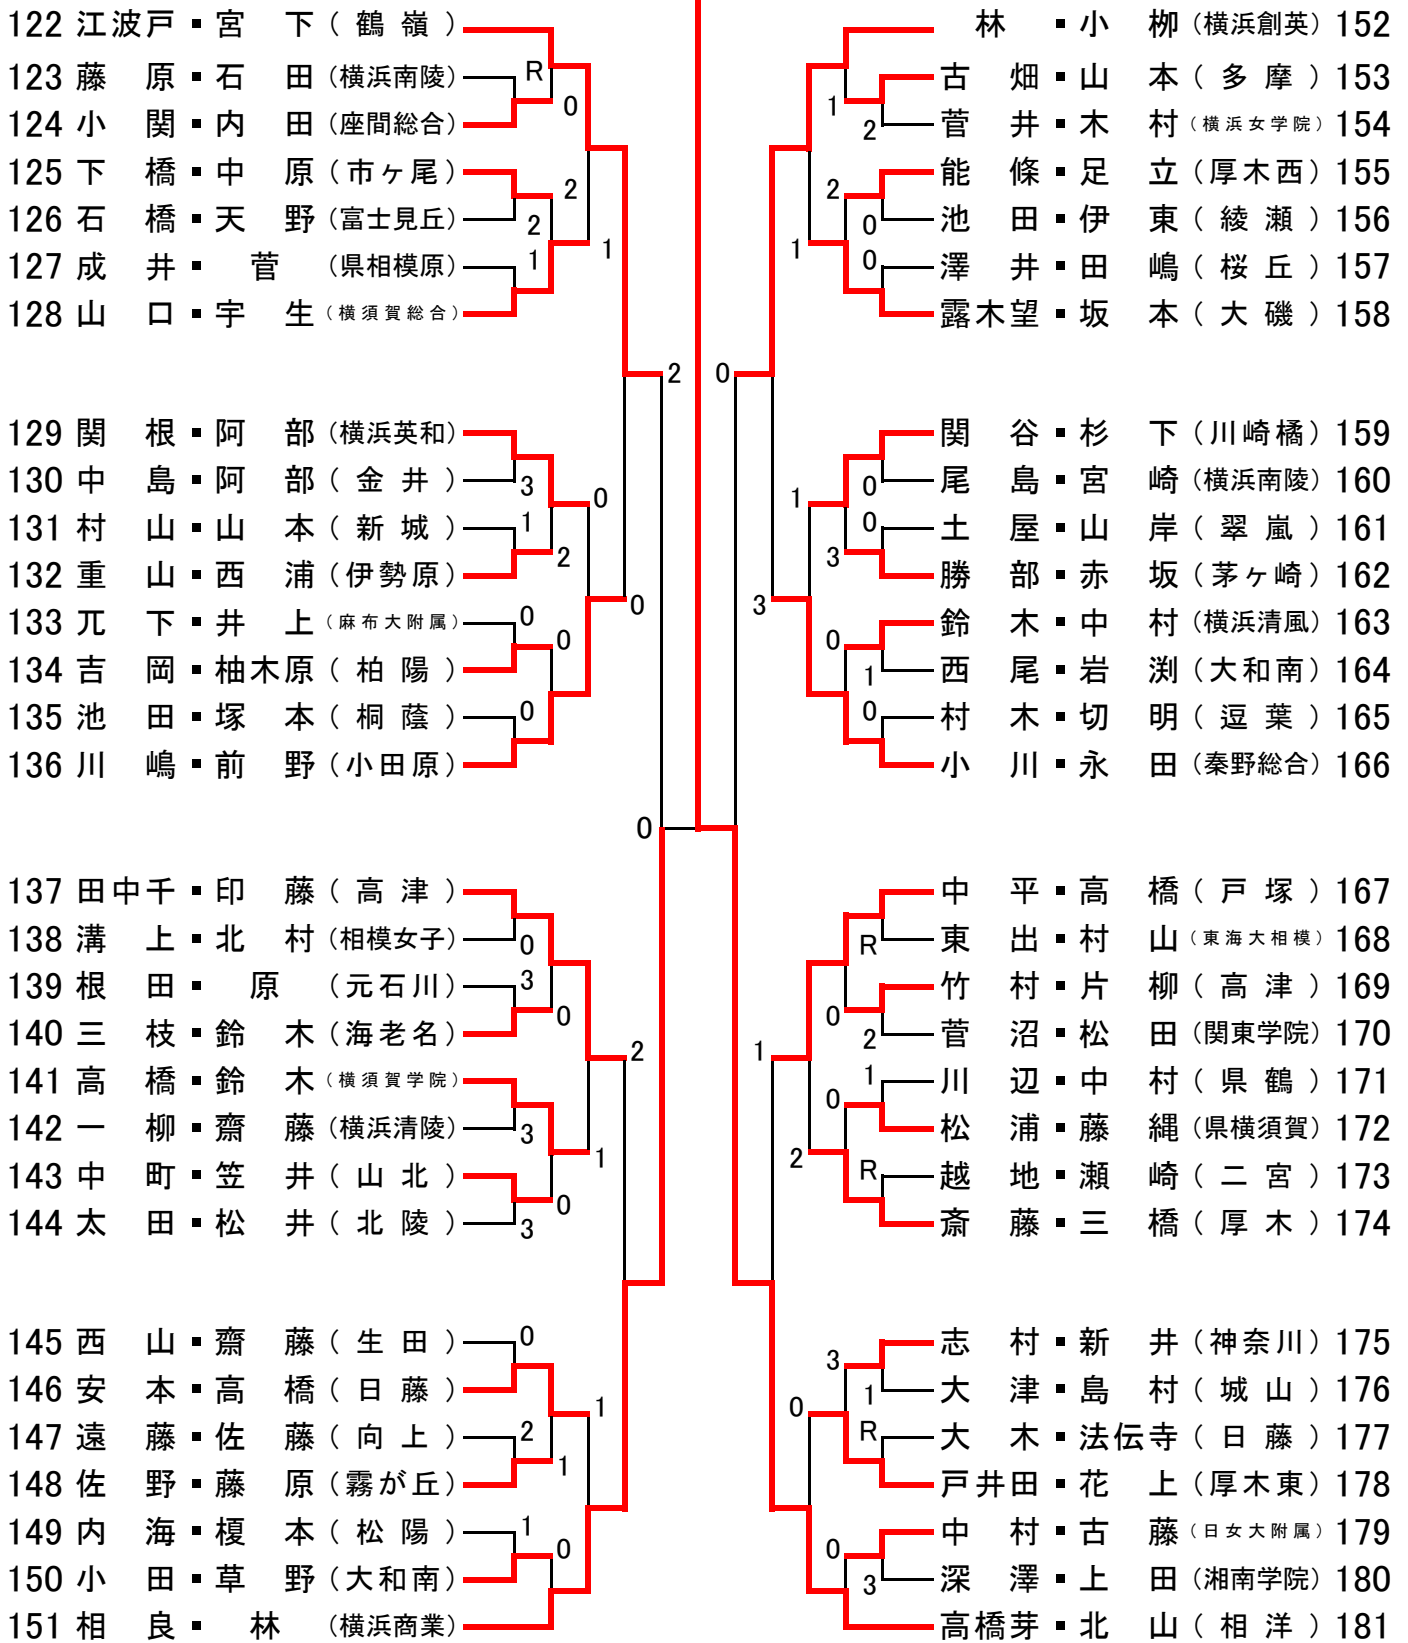 122 江波戸・宮 下 (鶴 嶺)
123 藤 原・石 田 (横浜南陵)
R
124 小 関・内 田 (座間総合)
0
125 下 橋・中 原 (市ヶ尾)
2
126 石 橋・天 野 (富士見丘)
2
127 成 井・ 菅 (県相模原)
1
1
128 山 口・宇 生 (横須賀総合)
2
129 関 根・阿 部 (横浜英和)
130 中 島・阿 部 (金 井)
3
0
131 村 山・山 本 (新 城)
1
132 重 山・西 浦 (伊勢原)
2
133 兀 下・井 上 (麻布大附属)
0
0
134 吉 岡・柚木原 (柏 陽)
0
135 池 田・塚 本 (桐 蔭)
0
136 川 嶋・前 野 (小田原)
0
137 田中千・印 藤 (高 津)
138 溝 上・北 村 (相模女子)
0
139 根 田・ 原 (元石川)
3
140 三 枝・鈴 木 (海老名)
0
2
141 高 橋・鈴 木 (横須賀学院)
142 一 柳・齋 藤 (横浜清陵)
3
1
143 中 町・笠 井 (山 北)
0
144 太 田・松 井 (北 陵)
3
145 西 山・齋 藤 (生 田)
0
146 安 本・高 橋 (日 藤)
1
147 遠 藤・佐 藤 (向 上)
2
148 佐 野・藤 原 (霧が丘)
1
149 内 海・榎 本 (松 陽)
1
0
150 小 田・草 野 (大和南)
151 相 良・ 林 (横浜商業)
林 ・小 栁 (横浜創英) 152
古 畑・山 本 (多 摩) 153
1
菅 井・木 村 (横浜女学院) 154
2
能 條・足 立 (厚木西) 155
2
池 田・伊 東 (綾 瀬) 156
0
1
澤 井・田 嶋 (桜 丘) 157
0
露木望・坂 本 (大 磯) 158
0
関 谷・杉 下 (川崎橘) 159
尾 島・宮 崎 (横浜南陵) 160
0
1
土 屋・山 岸 (翠 嵐) 161
0
勝 部・赤 坂 (茅ヶ崎) 162
3
3
鈴 木・中 村 (横浜清風) 163
0
西 尾・岩 渕 (大和南) 164
1
村 木・切 明 (逗 葉) 165
0
小 川・永 田 (秦野総合) 166
中 平・高 橋 (戸 塚) 167
東 出・村 山 (東海大相模) 168
R
竹 村・片 柳 (高 津) 169
0
菅 沼・松 田 (関東学院) 170
2
1
川 辺・中 村 (県 鶴) 171
1
0
松 浦・藤 縄 (県横須賀) 172
2
越 地・瀬 崎 (二 宮) 173
R
斎 藤・三 橋 (厚 木) 174
志 村・新 井 (神奈川) 175
3
大 津・島 村 (城 山) 176
1
0
大 木・法伝寺 (日 藤) 177
R
戸井田・花 上 (厚木東) 178
中 村・古 藤 (日女大附属) 179
0
深 澤・上 田 (湘南学院) 180
3
高橋芽・北 山 (相 洋) 181